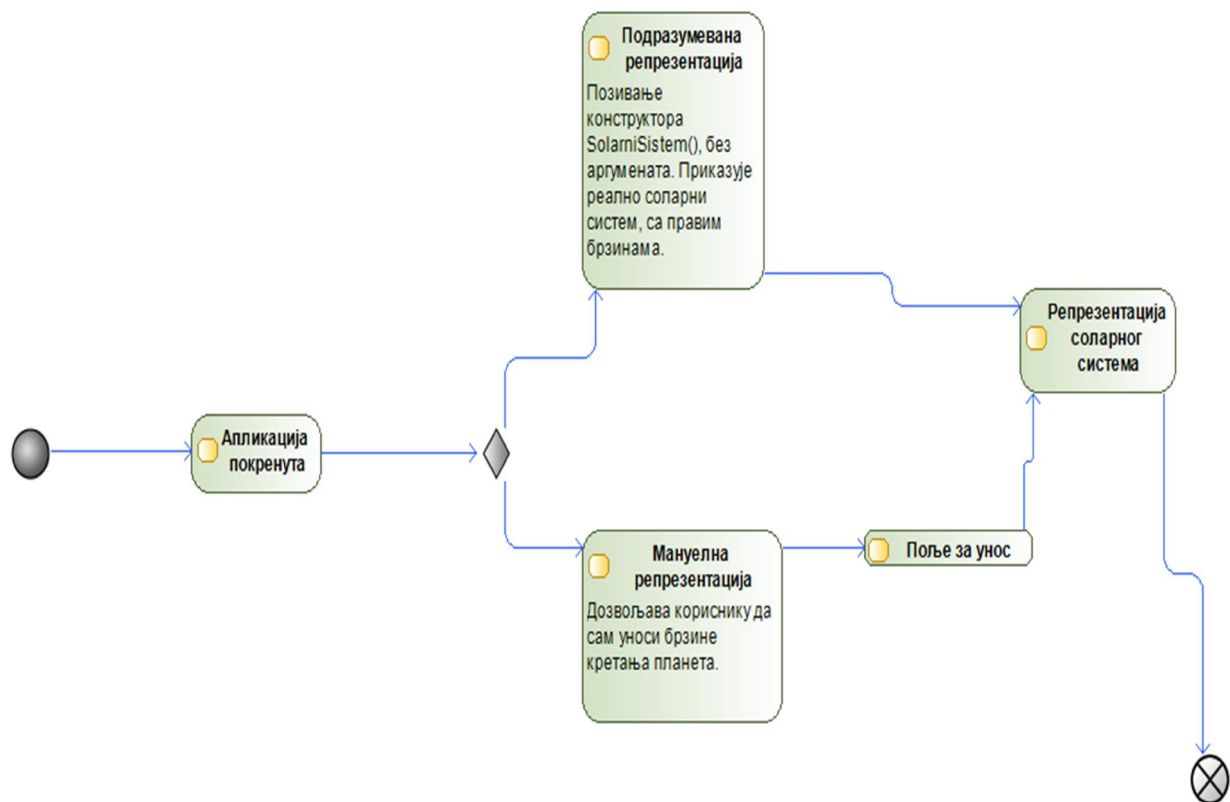 Подразумевана
репрезентација
Позивање
конструктора
SolarniSistem(), без
аргумената. Приказује
реално соларни
систем, са правим
брзинама.
Репрезентација
соларног
система
Апликација
покренута
Мануелна
репрезентација
Дозвољава кориснику да
сам уноси брзине
кретања планета.
Поље за унос